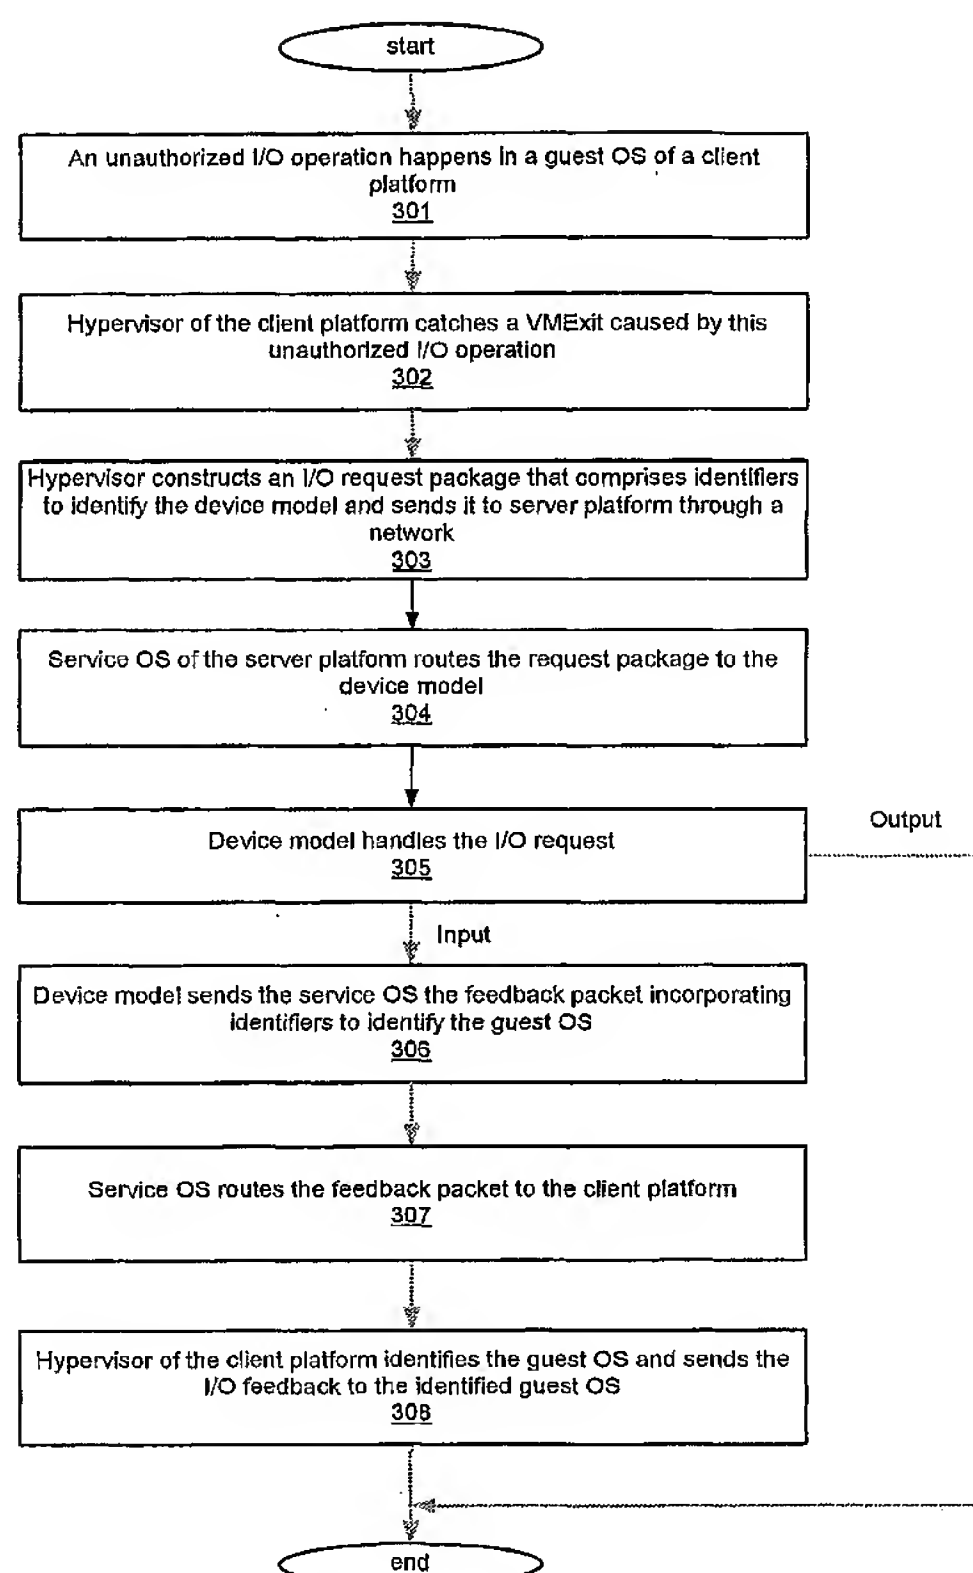 start
An unauthorized I/O operation happens in a guest OS of a client
platform
301
Hypervisor of the client platform catches a VMExit caused by this
unauthorized I/O operation
302
Hypervisor constructs an I/O request package that comprises identifiers
to identify the device model and sends it to server platform through a
network
303
Service OS of the server platform routes the request package to the
device model
304
Output
Device model handles the I/O request
305
Input
Device model sends the service OS the feedback packet incorporating
identifiers to identify the guest OS
306
Service OS routes the feedback packet to the client platform
307
Hypervisor of the client platform identifies the guest OS and sends the
I/O feedback to the identified guest OS
308
end